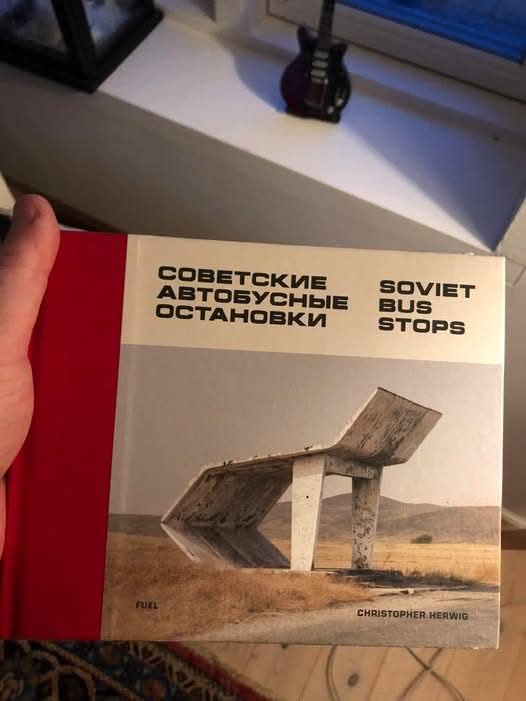 СОВЕТСКИЕ
АВТОБУСНЫЕ
ОСТАНОВКИ
SOVIET
BUS
STOPS
FUEL
CHRISTOPHER HERWIG